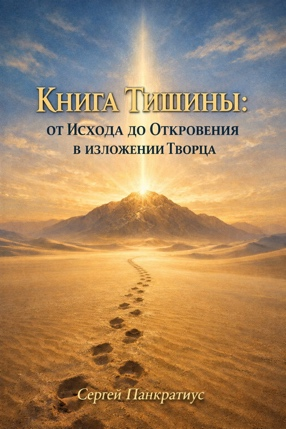 Книга Тишины:
от Исхода до Откровения
в изложении Творца
Сергей Панкратиус